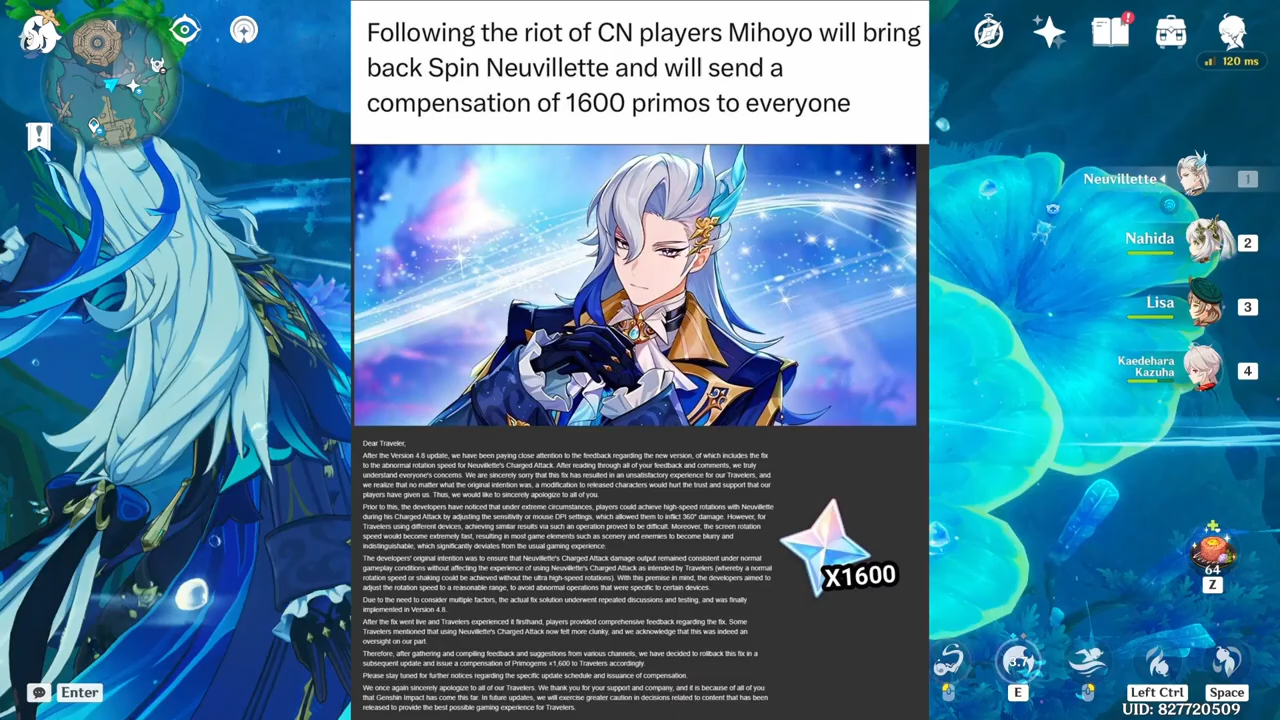 Following the riot of CN players Mihoyo will bring
back Spin Neuvillette and will send a
compensation of 1600 primos to everyone
N
120 ms
Neuvillette
1
Nahida
2
Lisa
3
Kaedehara
Kazuha
4
Dear Traveler,
After the Version 4.8 update, we have been paying close attention to the feedback regarding the new version, of which includes the fix
to the abnormal rotation speed for Neuvillette's Charged Attack. After reading through all of your feedback and comments, we truly
understand everyone's concerns. We are sincerely sorry that this fix has resulted in an unsatisfactory experience for our Travelers, and
we realize that no matter what the original intention was, a modification to released characters would hurt the trust and support that our
players have given us. Thus, we would like to sincerely apologize to all of you.
Prior to this, the developers have noticed that under extreme circumstances, players could achieve high-speed rotations with Neuvillette
during his Charged Attack by adjusting the sensitivity or mouse DPI settings, which allowed them to inflict 360° damage. However, for
Travelers using different devices, achieving similar results via such an operation proved to be difficult. Moreover, the screen rotation
speed would become extremely fast, resulting in most game elements such as scenery and enemies to become blurry and
indistinguishable, which significantly deviates from the usual gaming experience.
The developers' original intention was to ensure that Neuvillette's Charged Attack damage output remained consistent under normal
gameplay conditions without affecting the experience of using Neuvillette's Charged Attack as intended by Travelers (whereby a normal
rotation speed or shaking could be achieved without the ultra high-speed rotations). With this premise in mind, the developers aimed to
adjust the rotation speed to a reasonable range, to avoid abnormal operations that were specific to certain devices.
Due to the need to consider multiple factors, the actual fix solution underwent repeated discussions and testing, and was finally
implemented in Version 4.8.
After the fix went live and Travelers experienced it firsthand, players provided comprehensive feedback regarding the fix. Some
Travelers mentioned that using Neuvillette's Charged Attack now felt more clunky, and we acknowledge that this was indeed an
oversight on our part.
Therefore, after gathering and compiling feedback and suggestions from various channels, we have decided to rollback this fix in a
subsequent update and issue a compensation of Primogems ×1,600 to Travelers accordingly.
Please stay tuned for further notices regarding the specific update schedule and issuance of compensation.
We once again sincerely apologize to all of our Travelers. We thank you for your support and company, and it is because of all of you
that Genshin Impact has come this far. In future updates, we will exercise greater caution in decisions related to content that has been
released to provide the best possible gaming experience for Travelers.
X1600
64
Z
Enter
E
Left Ctrl
Space
UID: 827720509